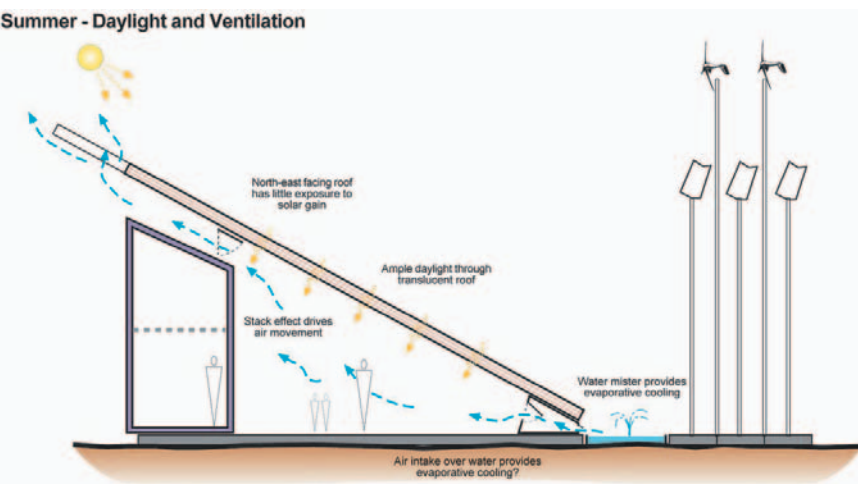 Summer - Daylight and Ventilation
North-east facing roof
has little exposure to
solar gain
Ample daylight through
translucent roof
Stack effect drives
air movement
Water mister provides
evaporative cooling
Air intake over water provides
evaporative cooling?